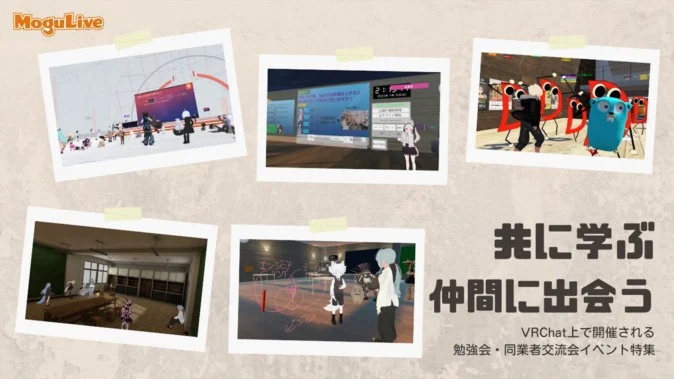 MoguLive
共に学ぶ
仲間に出会う
VRChat上で開催される
勉強会・同業者交流会イベント特集